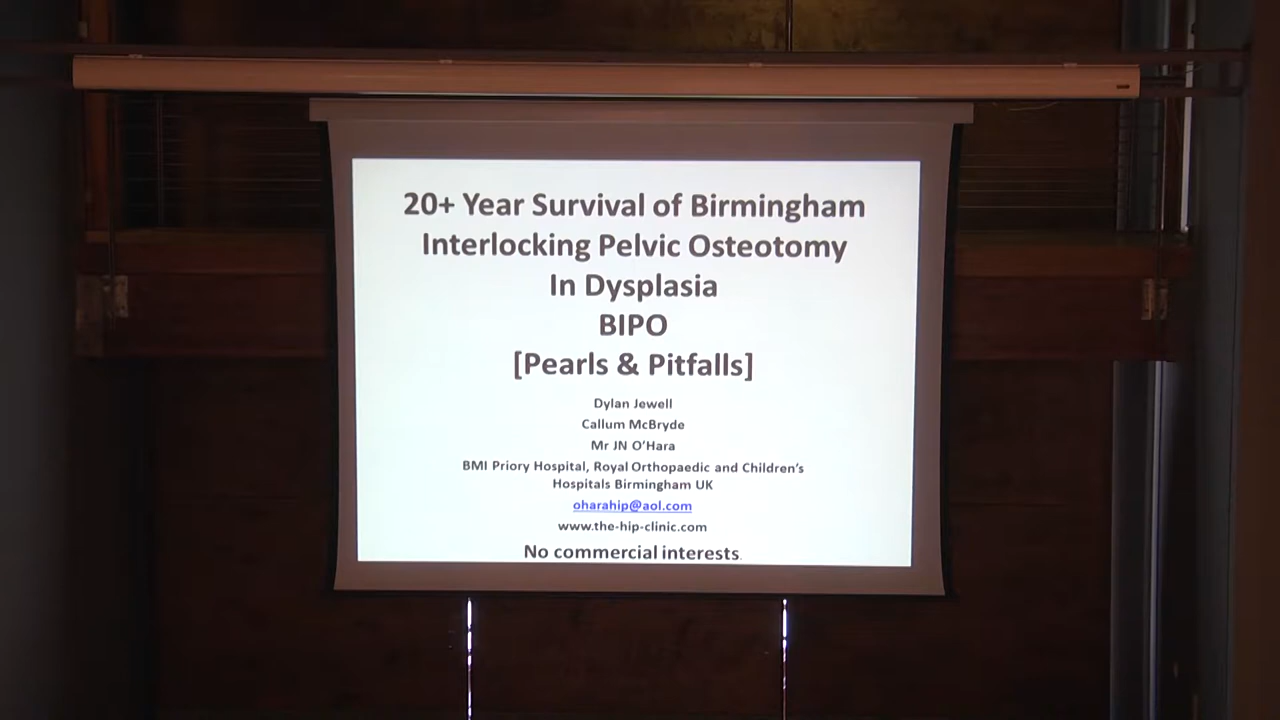 20+ Year Survival of Birmingham
Interlocking Pelvic Osteotomy
In Dysplasia
BIPO
[Pearls & Pitfalls]
Dylan Jewell
Callum McBryde
Mr JN O'Hara
BMI Priory Hospital, Royal Orthopaedic and Children's
Hospitals Birmingham UK
oharahip@aol.com
www.the-hip-clinic.com
No commercial interests.